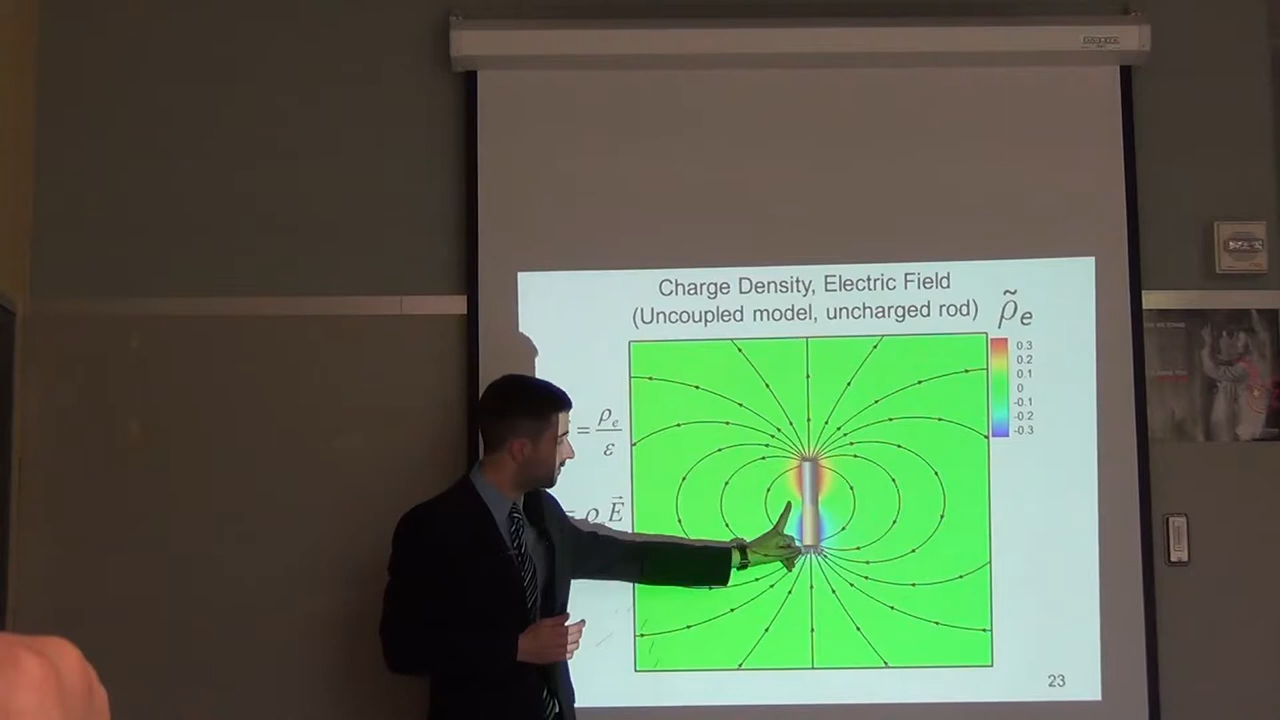 Charge Density, Electric Field
(Uncoupled model, uncharged rod)
ρ̃e
0.3
0.2
0.1
0
-0.1
-0.2
-0.3
= ρe/ε
E⃗
23